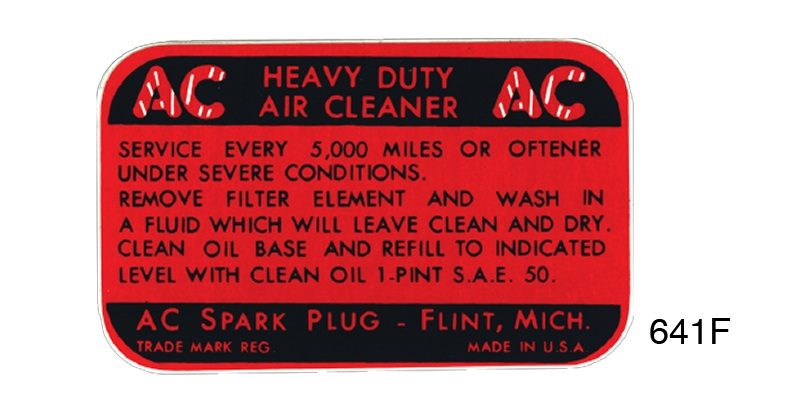 AC HEAVY DUTY AC
AIR CLEANER
SERVICE EVERY 5,000 MILES OR OFTENER
UNDER SEVERE CONDITIONS.
REMOVE FILTER ELEMENT AND WASH IN
A FLUID WHICH WILL LEAVE CLEAN AND DRY.
CLEAN OIL BASE AND REFILL TO INDICATED
LEVEL WITH CLEAN OIL 1-PINT S.A.E. 50.
AC SPARK PLUG - FLINT, MICH.
TRADE MARK REG. MADE IN U.S.A.
641F